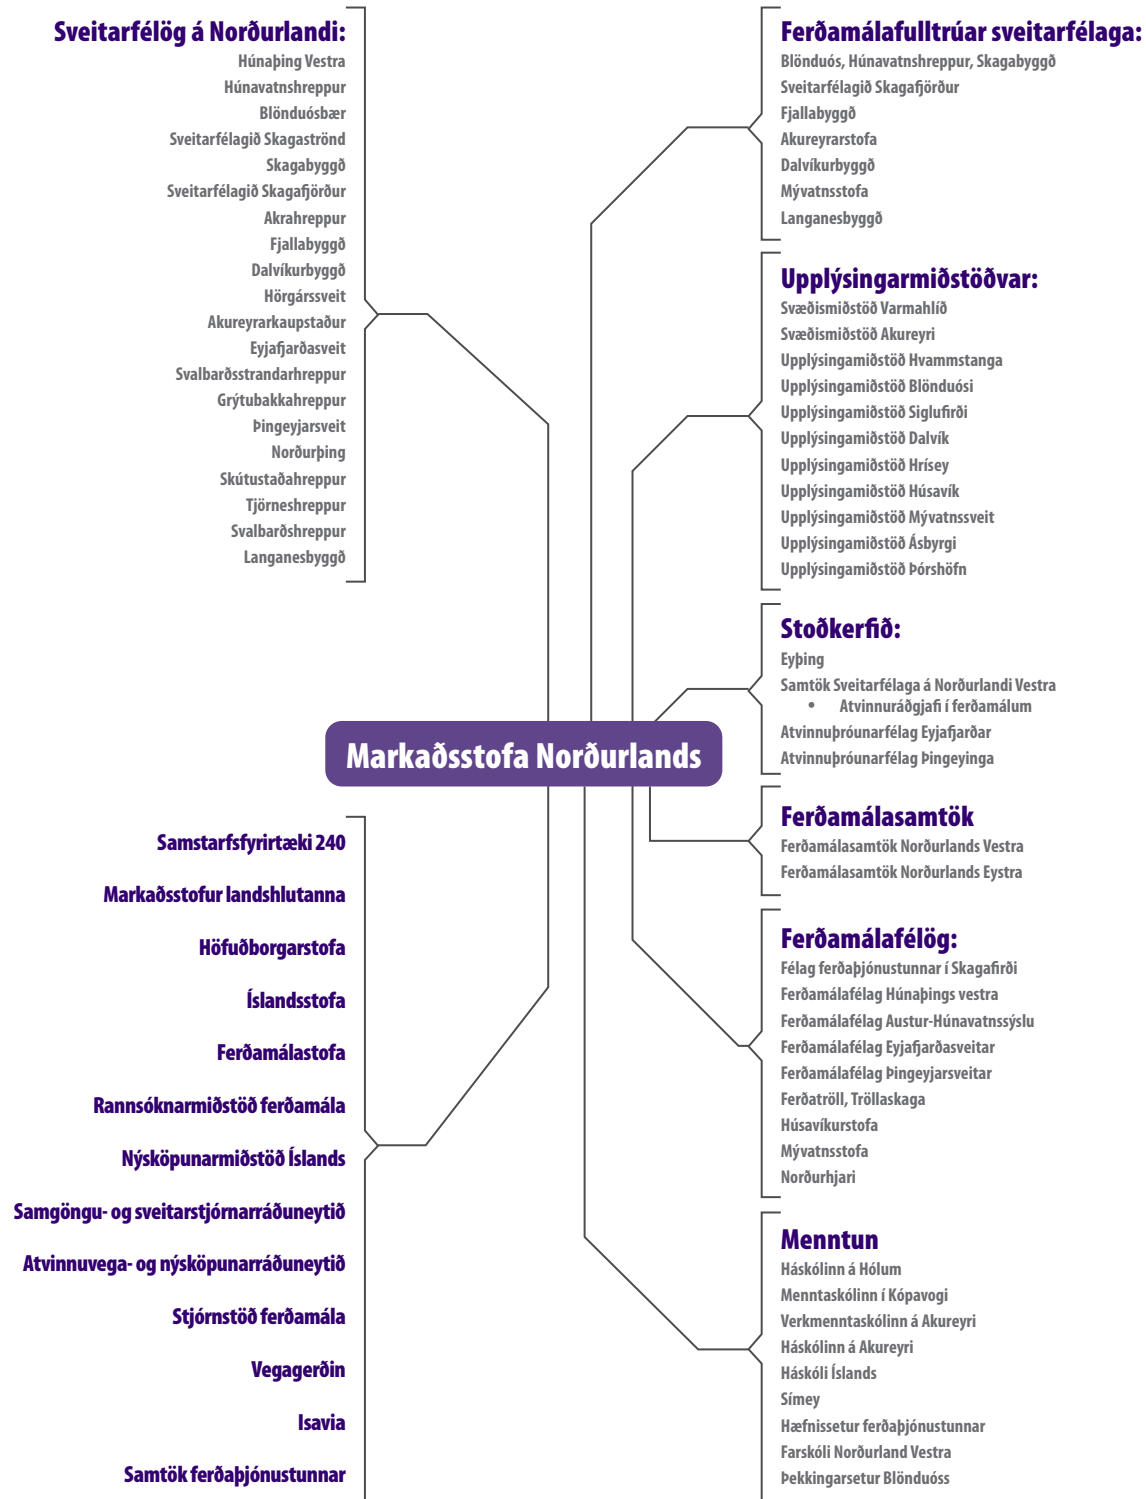 Sveitarfélög á Norðurlandi:
Húnaþing Vestra
Húnavatnshreppur
Blönduósbær
Sveitarfélagið Skagaströnd
Skagabyggð
Sveitarfélagið Skagafjörður
Akrahreppur
Fjallabyggð
Dalvíkurbyggð
Hörgárssveit
Akureyrarkaupstaður
Eyjafjarðasveit
Svalbarðsstrandarhreppur
Grýtubakkahreppur
Þingeyjarsveit
Norðurþing
Skútustaðahreppur
Tjörneshreppur
Svalbarðshreppur
Langanesbyggð
Ferðamálafulltrúar sveitarfélaga:
Blönduós, Húnavatnshreppur, Skagabyggð
Sveitarfélagið Skagafjörður
Fjallabyggð
Akureyrarstofa
Dalvíkurbyggð
Mývatnsstofa
Langanesbyggð
Upplýsingarmiðstöðvar:
Svæðismiðstöð Varmahlíð
Svæðismiðstöð Akureyri
Upplýsingamiðstöð Hvammstanga
Upplýsingamiðstöð Blönduósi
Upplýsingamiðstöð Siglufirði
Upplýsingamiðstöð Dalvík
Upplýsingamiðstöð Hrísey
Upplýsingamiðstöð Húsavík
Upplýsingamiðstöð Mývatnssveit
Upplýsingamiðstöð Ásbyrgi
Upplýsingamiðstöð Þórshöfn
Stoðkerfið:
Eyþing
Samtök Sveitarfélaga á Norðurlandi Vestra
• Atvinnuráðgjafi í ferðamálum
Atvinnuþróunarfélag Eyjafjarðar
Atvinnuþróunarfélag Þingeyinga
Markaðsstofa Norðurlands
Samstarfsfyrirtæki 240
Markaðsstofur landshlutanna
Höfuðborgarstofa
Íslandsstofa
Ferðamálastofa
Rannsóknarmiðstöð ferðamála
Nýsköpunarmiðstöð Íslands
Samgöngu- og sveitarstjórnarráðuneytið
Atvinnuvega- og nýsköpunarráðuneytið
Stjórnstöð ferðamála
Vegagerðin
Isavia
Samtök ferðaþjónustunnar
Ferðamálasamtök
Ferðamálasamtök Norðurlands Vestra
Ferðamálasamtök Norðurlands Eystra
Ferðamálafélög:
Félag ferðaþjónustunnar í Skagafirði
Ferðamálafélag Húnaþings vestra
Ferðamálafélag Austur-Húnavatnssýslu
Ferðamálafélag Eyjafjarðasveitar
Ferðamálafélag Þingeyjarsveitar
Ferðatröll, Tröllaskaga
Húsavíkurstofa
Mývatnsstofa
Norðurhjari
Menntun
Háskólinn á Hólum
Menntaskólinn í Kópavogi
Verkmenntaskólinn á Akureyri
Háskólinn á Akureyri
Háskóli Íslands
Símey
Hæfnissetur ferðaþjónustunnar
Farskóli Norðurland Vestra
Þekkingarsetur Blönduóss